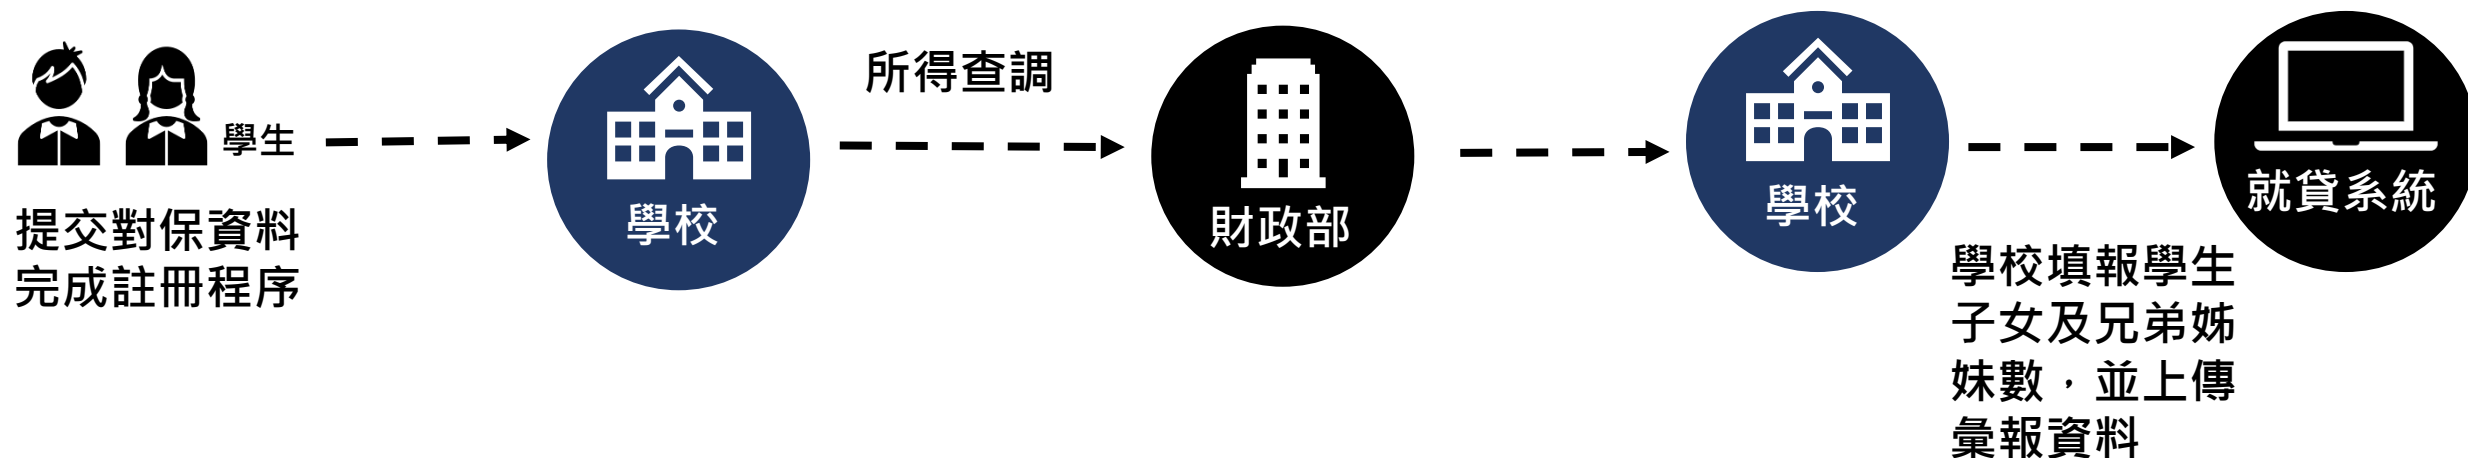 學生
提交對保資料
完成註冊程序
學校
所得查調
財政部
學校
就貸系統
學校填報學生
子女及兄弟姊
妹數，並上傳
彙報資料